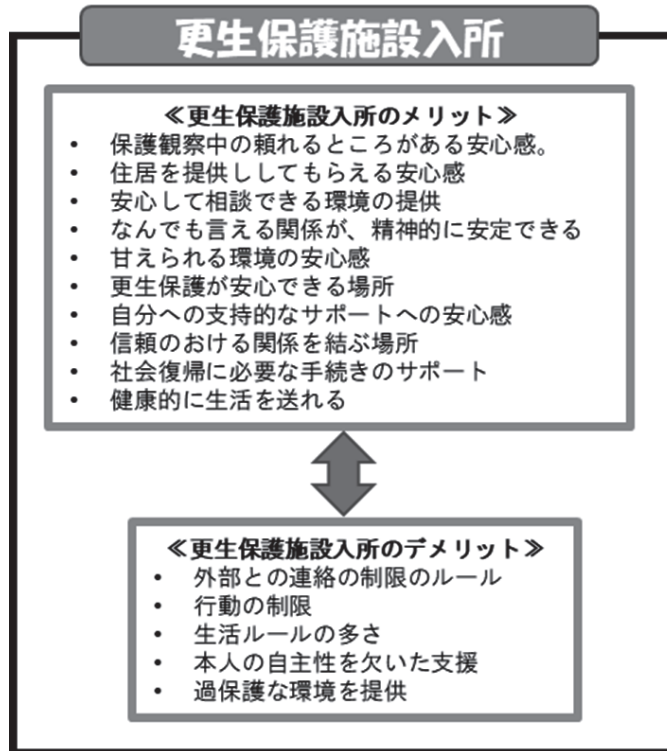 更生保護施設入所
≪更生保護施設入所のメリット≫
• 保護観察中の頼れるところがある安心感。
• 住居を提供ししてもらえる安心感
• 安心して相談できる環境の提供
• なんでも言える関係が、精神的に安定できる
• 甘えられる環境の安心感
• 更生保護が安心できる場所
• 自分への支持的なサポートへの安心感
• 信頼のおける関係を結ぶ場所
• 社会復帰に必要な手続きのサポート
• 健康的に生活を送れる
≪更生保護施設入所のデメリット≫
• 外部との連絡の制限のルール
• 行動の制限
• 生活ルールの多さ
• 本人の自主性を欠いた支援
• 過保護な環境を提供